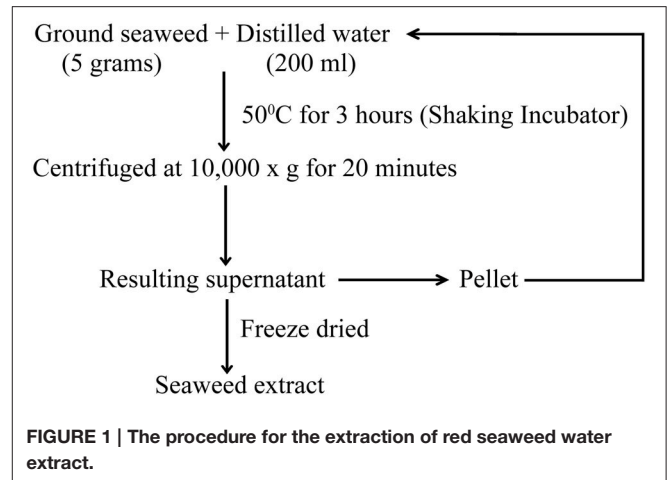 Ground seaweed + Distilled water
(5 grams) (200 ml)
50⁰C for 3 hours (Shaking Incubator)
Centrifuged at 10,000 x g for 20 minutes
Resulting supernatant Pellet
Freeze dried
Seaweed extract
FIGURE 1 | The procedure for the extraction of red seaweed water
extract.